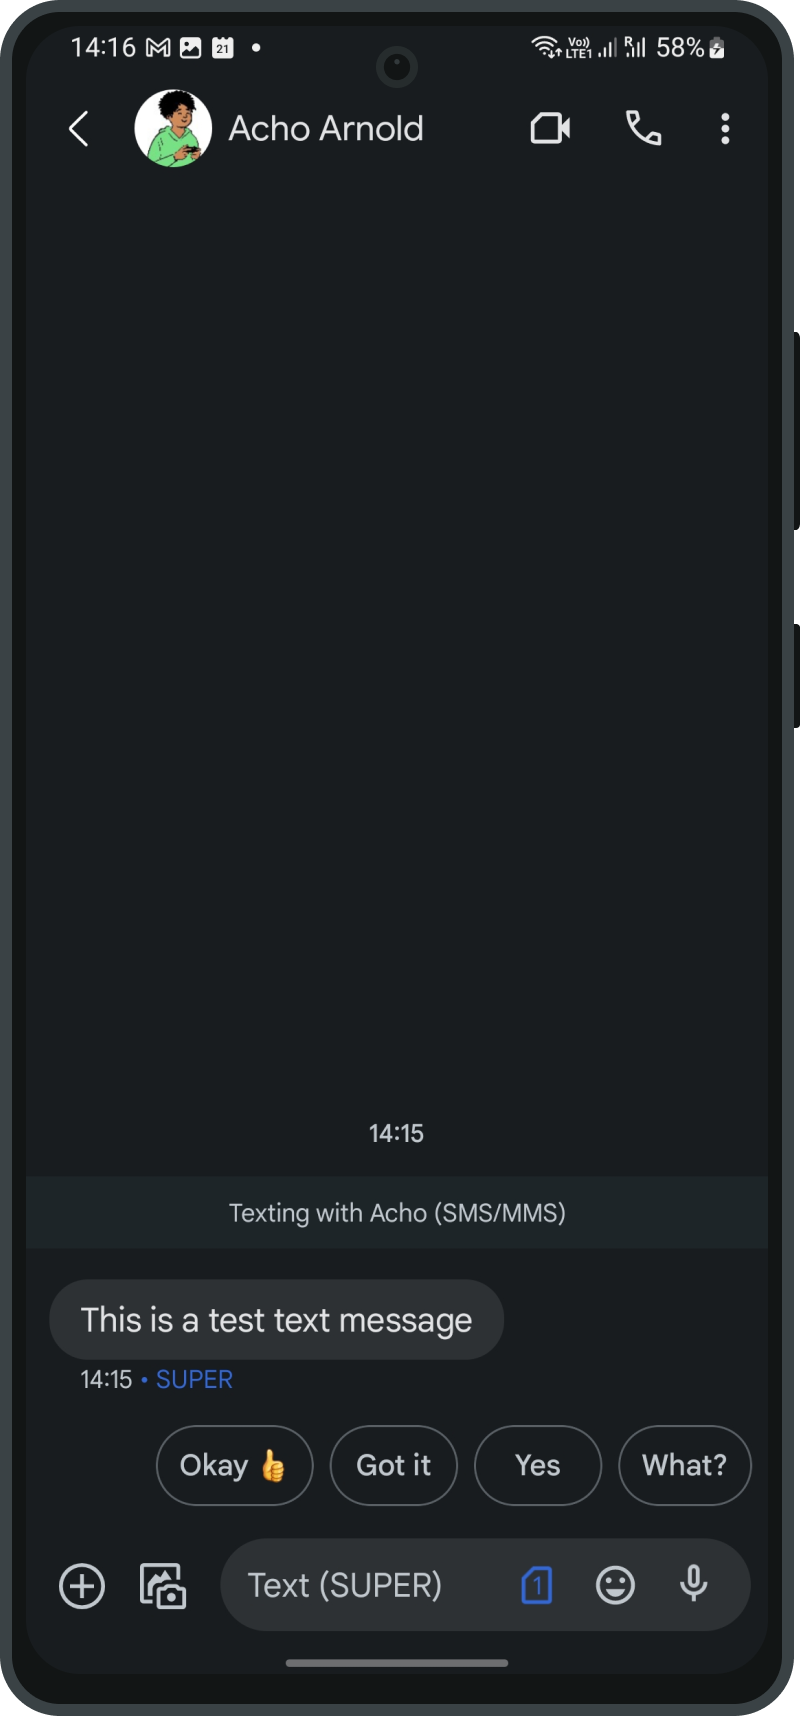 14:16 21 Vo)) LTE1 R 58%
Acho Arnold
14:15
Texting with Acho (SMS/MMS)
This is a test text message
14:15 • SUPER
Okay 👍 Got it Yes What?
Text (SUPER) 1